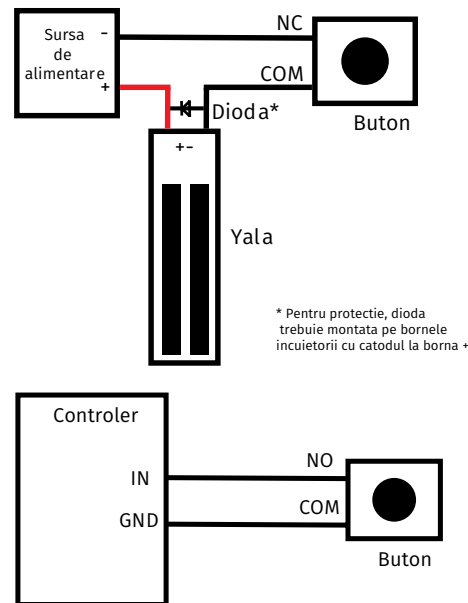 NC
Sursa
de
alimentare
-
+
COM
Dioda*
Buton
+-
Yala
* Pentru protectie, dioda
trebuie montata pe bornele
incuietorii cu catodul la borna +
Controler
IN
NO
GND
COM
Buton